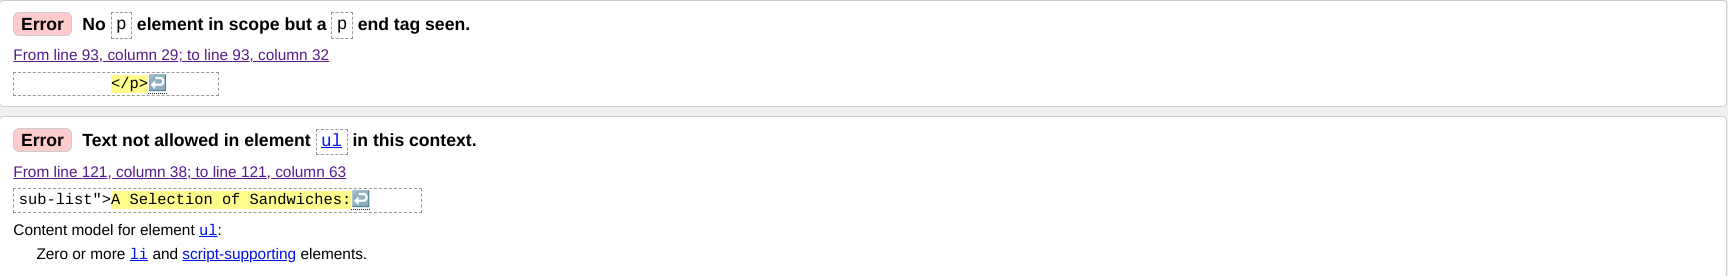 Error No p element in scope but a p end tag seen.
From line 93, column 29; to line 93, column 32
</p>↩
Error Text not allowed in element ul in this context.
From line 121, column 38; to line 121, column 63
sub-list">A Selection of Sandwiches:↩
Content model for element ul:
Zero or more li and script-supporting elements.